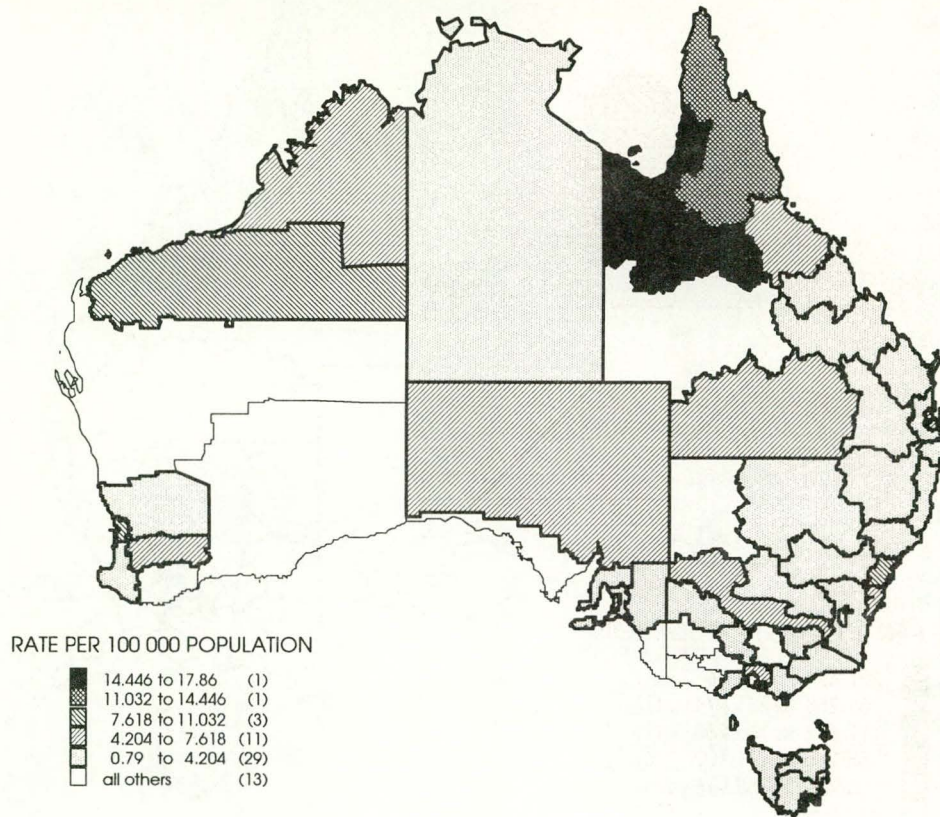 RATE PER 100 000 POPULATION
14.446 to 17.86 (1)
11.032 to 14.446 (1)
7.618 to 11.032 (3)
4.204 to 7.618 (11)
0.79 to 4.204 (29)
all others (13)